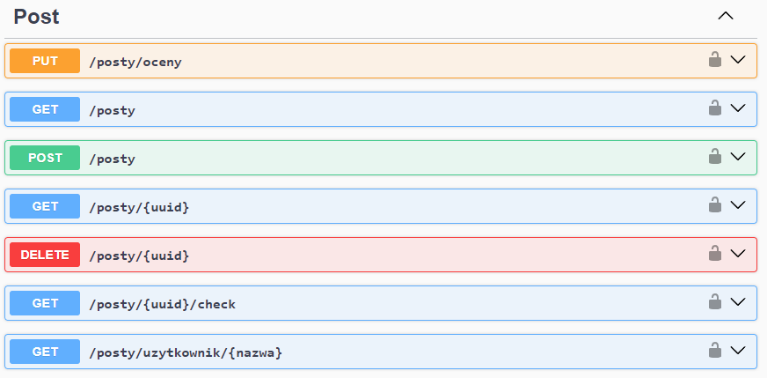 Post
PUT /posty/oceny
GET /posty
POST /posty
GET /posty/{uuid}
DELETE /posty/{uuid}
GET /posty/{uuid}/check
GET /posty/uzytkownik/{nazwa}